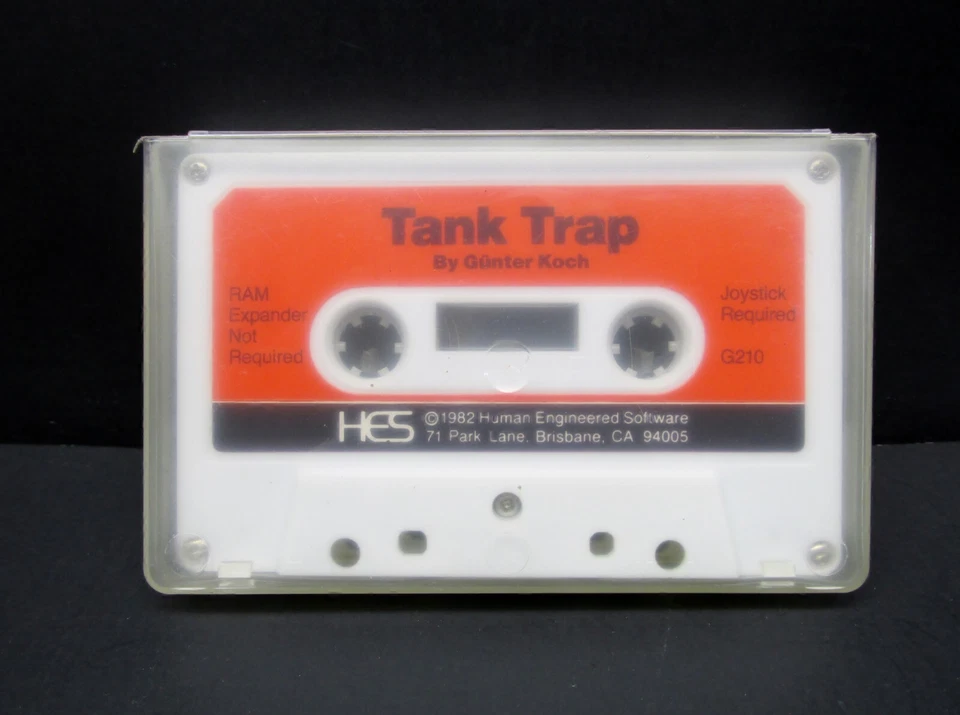 Tank Trap
By Günter Koch
RAM
Expander
Not
Required
Joystick
Required
G210
HES
©1982 Human Engineered Software
71 Park Lane, Brisbane, CA 94005